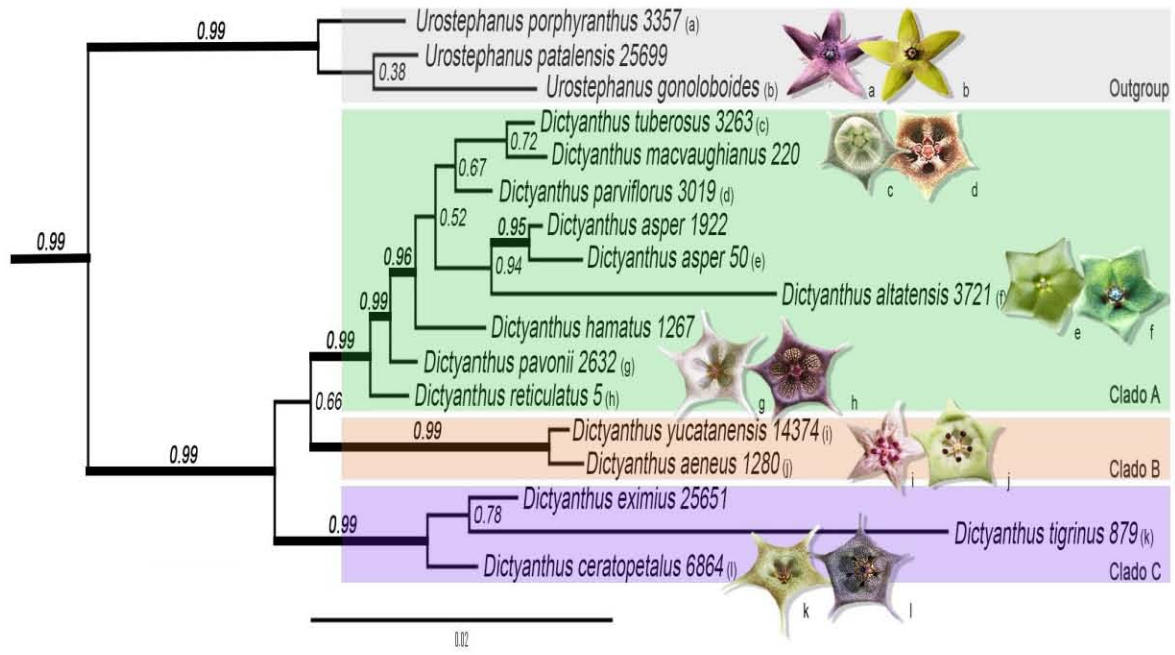 0.99
Urostephanus porphyranthus 3357 (a)
Urostephanus patalensis 25699
0.38
Urostephanus gonoloboides (b)
a
b
Outgroup
Dictyanthus tuberosus 3263 (c)
0.72
Dictyanthus macvaughianus 220
0.67
Dictyanthus parviflorus 3019 (d)
c
d
0.52
0.99
0.95
Dictyanthus asper 1922
0.96
0.94
Dictyanthus asper 50 (e)
Dictyanthus altatensis 3721 (f)
0.99
e
f
Dictyanthus hamatus 1267
0.99
Dictyanthus pavonii 2632 (g)
Dictyanthus reticulatus 5 (h)
g
h
Clado A
0.66
0.99
Dictyanthus yucatanensis 14374 (i)
0.99
Dictyanthus aeneus 1280 (j)
i
j
Clado B
Dictyanthus eximius 25651
0.78
0.99
Dictyanthus tigrinus 879 (k)
Dictyanthus ceratopetalus 6864 (l)
Clado C
k
l
0.02